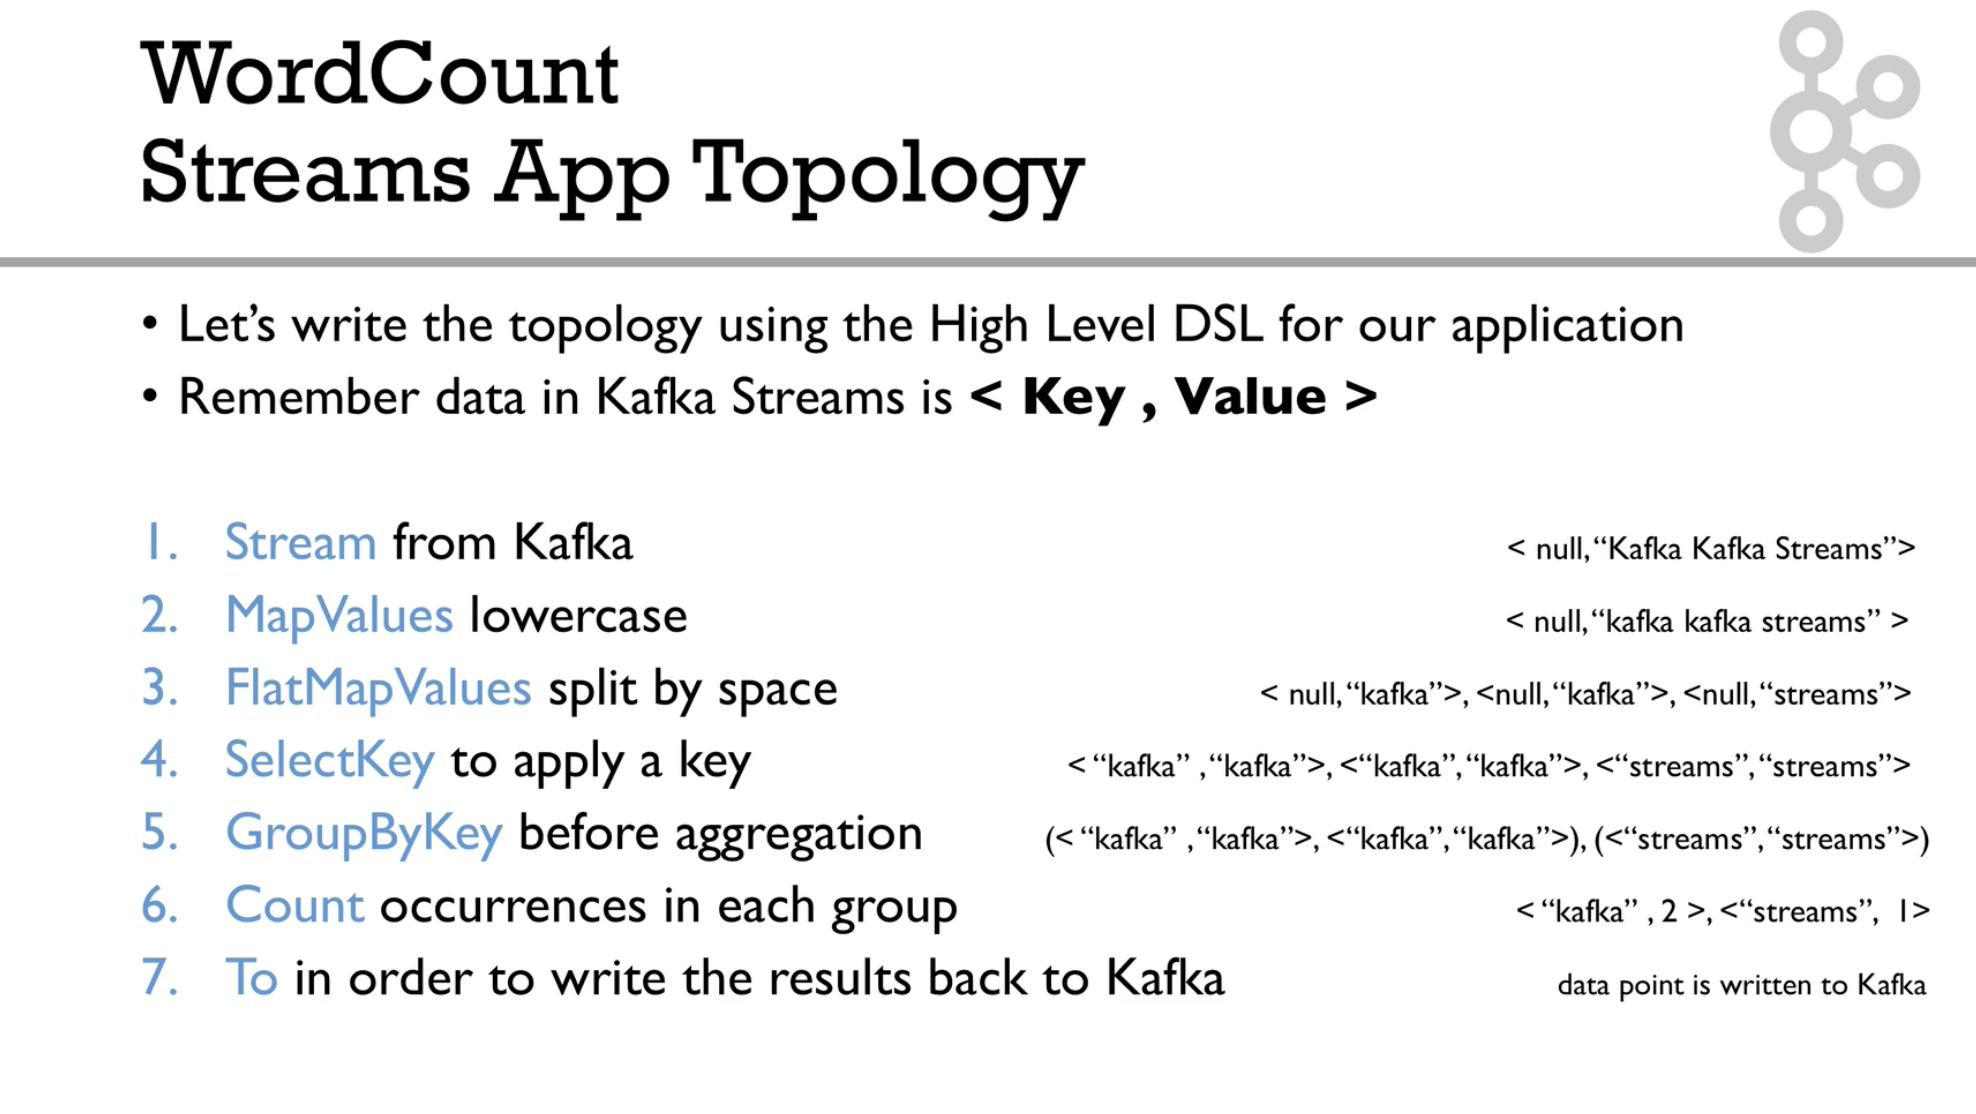 WordCount
Streams App Topology
• Let’s write the topology using the High Level DSL for our application
• Remember data in Kafka Streams is < Key , Value >
1. Stream from Kafka < null,“Kafka Kafka Streams”>
2. MapValues lowercase < null,“kafka kafka streams” >
3. FlatMapValues split by space < null,“kafka”>, <null,“kafka”>, <null,“streams”>
4. SelectKey to apply a key < “kafka” ,“kafka”>, <“kafka”,“kafka”>, <“streams”,“streams”>
5. GroupByKey before aggregation (< “kafka” ,“kafka”>, <“kafka”,“kafka”>), (<“streams”,“streams”>)
6. Count occurrences in each group < “kafka” , 2 >, <“streams”, 1>
7. To in order to write the results back to Kafka data point is written to Kafka